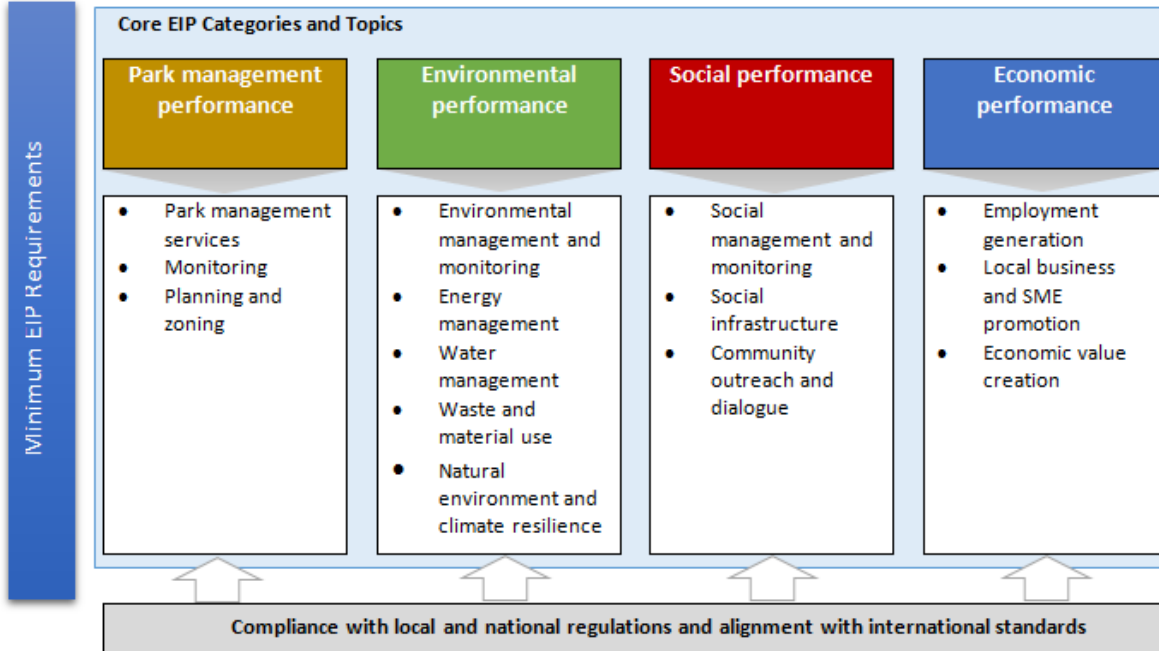 Minimum EIP Requirements
Core EIP Categories and Topics
Park management
performance
Environmental
performance
Social performance
Economic
performance
• Park management
services
• Monitoring
• Planning and
zoning
• Environmental
management and
monitoring
• Energy
management
• Water
management
• Waste and
material use
• Natural
environment and
climate resilience
• Social
management and
monitoring
• Social
infrastructure
• Community
outreach and
dialogue
• Employment
generation
• Local business
and SME
promotion
• Economic value
creation
Compliance with local and national regulations and alignment with international standards